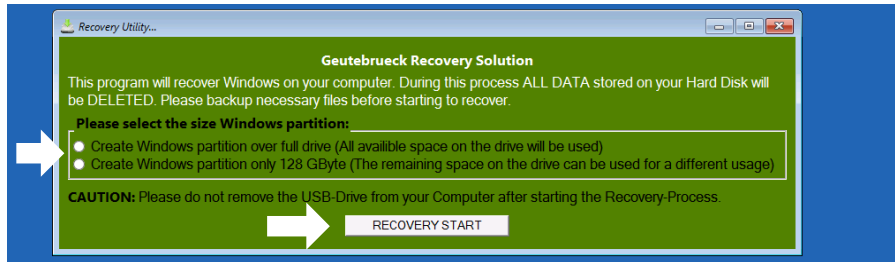 Recovery Utility...
Geutebrueck Recovery Solution
This program will recover Windows on your computer. During this process ALL DATA stored on your Hard Disk will
be DELETED. Please backup necessary files before starting to recover.
Please select the size Windows partition:
Create Windows partition over full drive (All availible space on the drive will be used)
Create Windows partition only 128 GByte (The remaining space on the drive can be used for a different usage)
CAUTION: Please do not remove the USB-Drive from your Computer after starting the Recovery-Process.
RECOVERY START